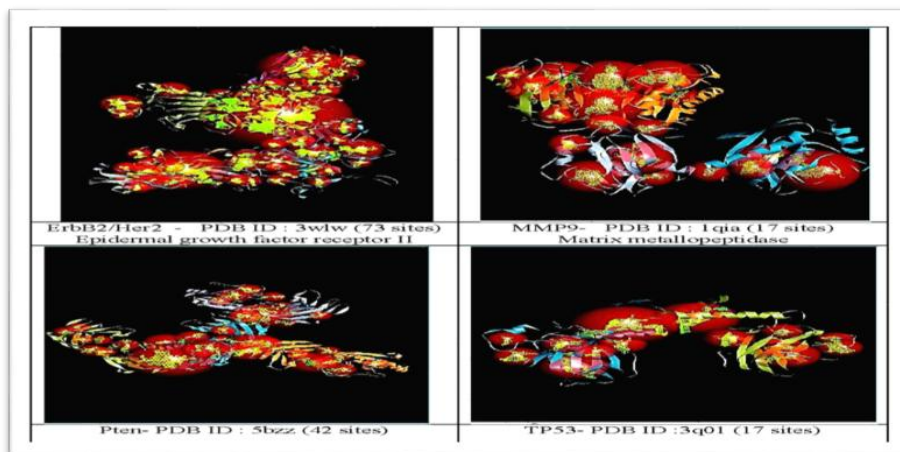 ErbB2/Her2 - PDB ID : 3wlw (73 sites)
Epidermal growth factor receptor II
MMP9- PDB ID : 1qia (17 sites)
Matrix metallopeptidase
Pten- PDB ID : 5bzz (42 sites)
TP53- PDB ID :3q01 (17 sites)